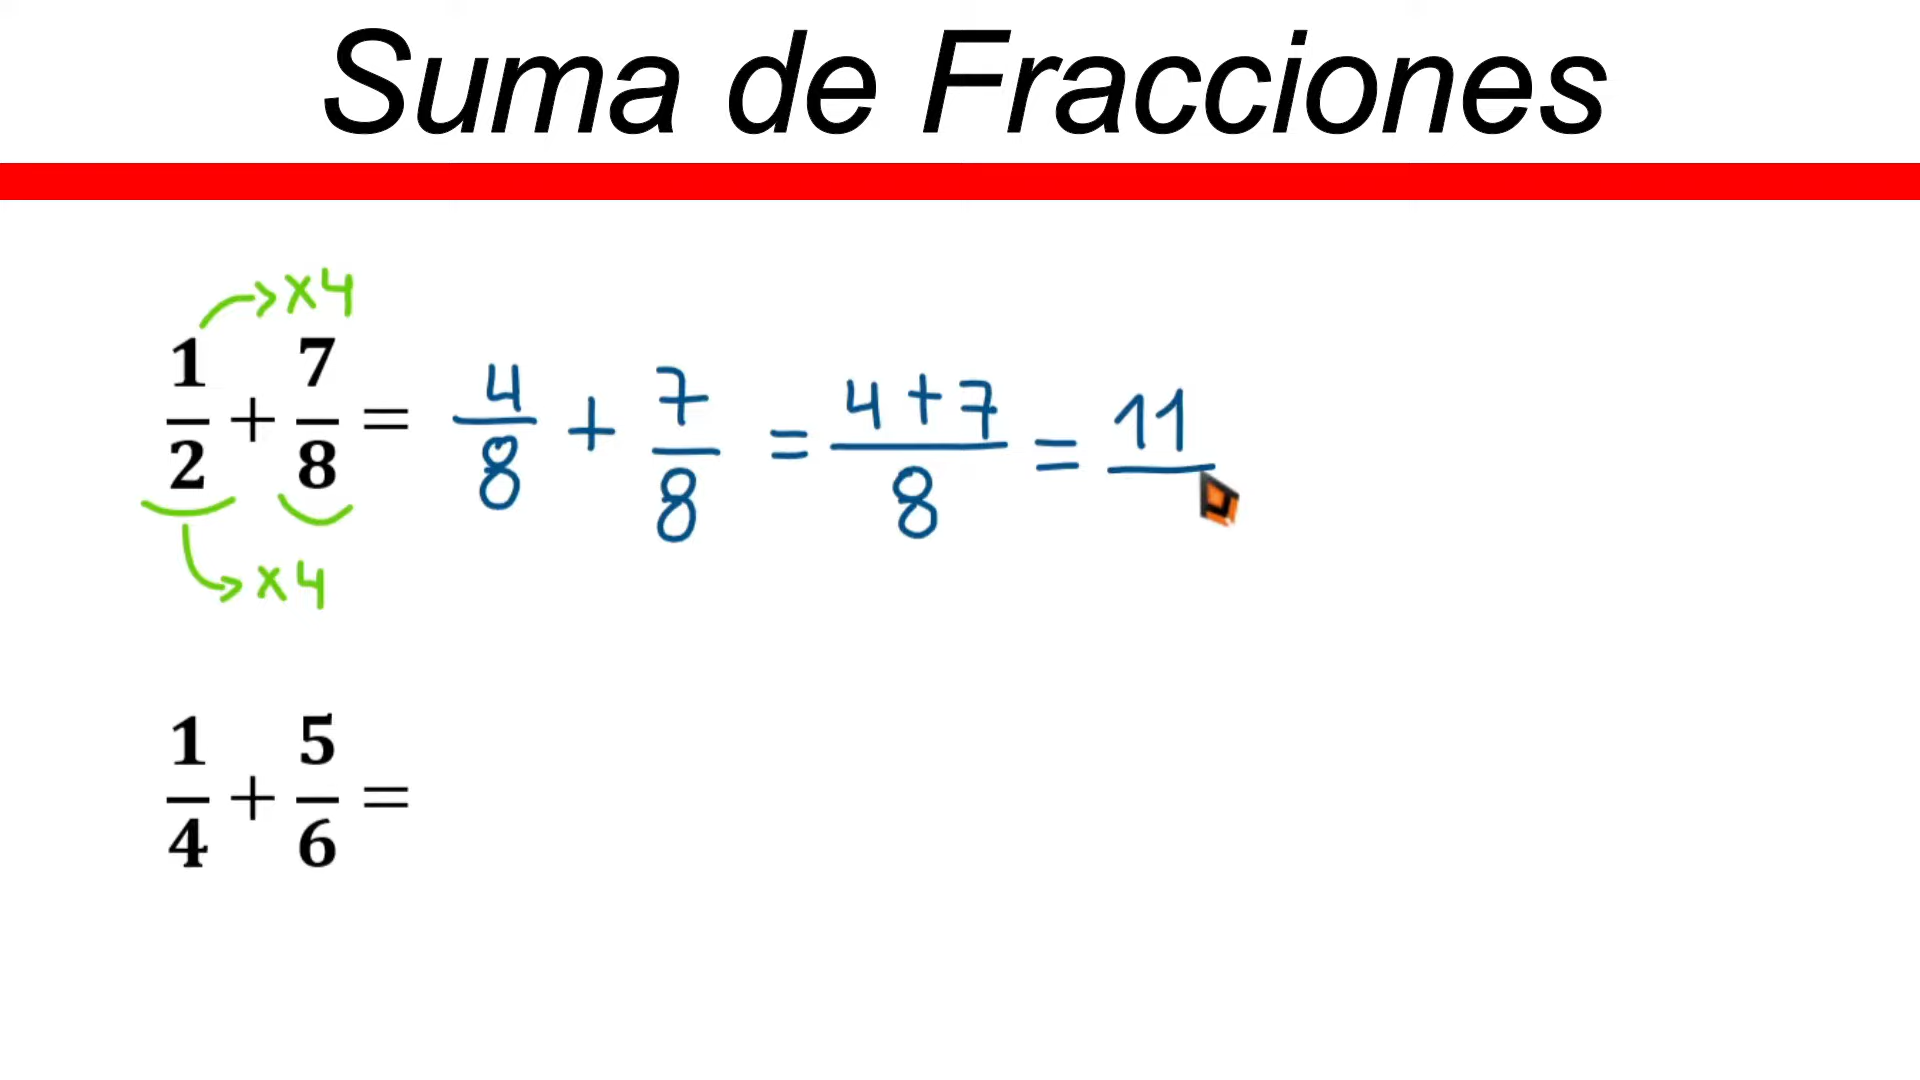 Suma de Fracciones
x4
1/2 + 7/8 = 4/8 + 7/8 = 4+7/8 = 11/
x4
1/4 + 5/6 =